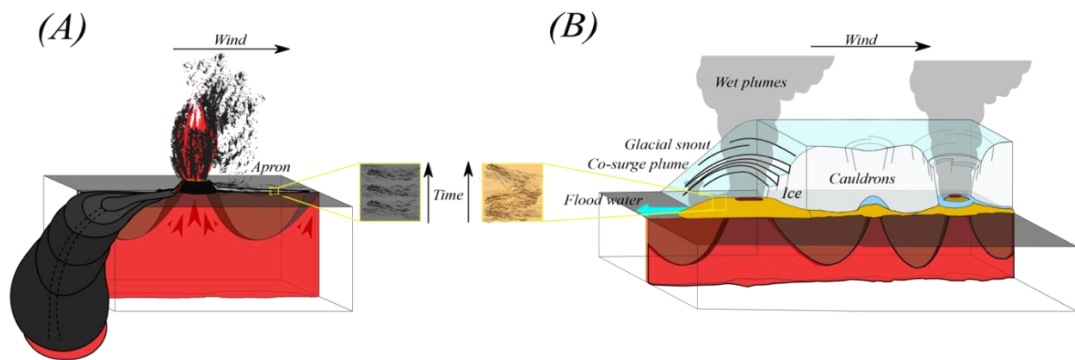 (A)
Wind
Apron
Time
(B)
Wind
Wet plumes
Glacial snout
Co-surge plume
Flood water
Ice
Cauldrons